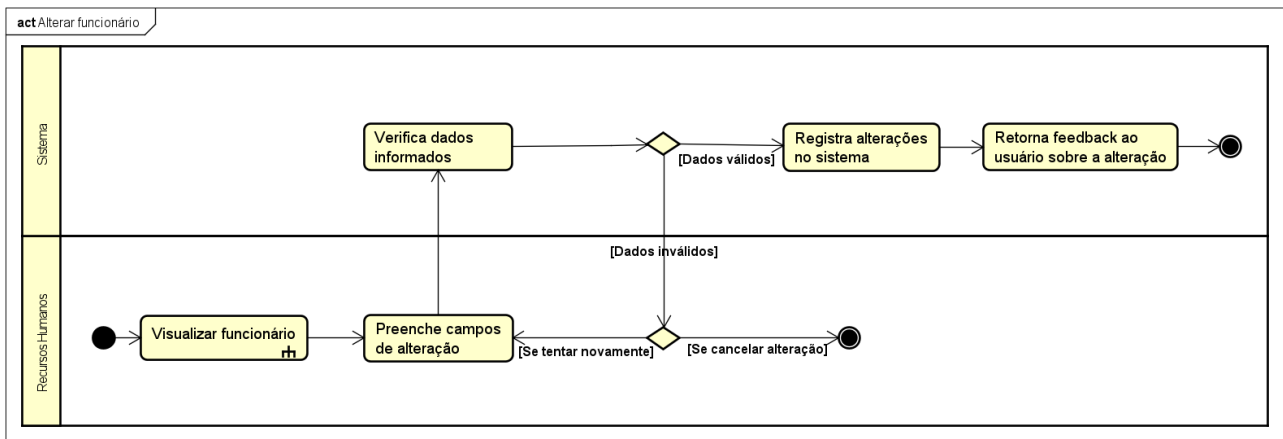 act Alterar funcionário
Sistema
Verifica dados
informados
[Dados válidos]
Registra alterações
no sistema
Retorna feedback ao
usuário sobre a alteração
[Dados inválidos]
Recursos Humanos
Visualizar funcionário
Preenche campos
de alteração
[Se tentar novamente]
[Se cancelar alteração]